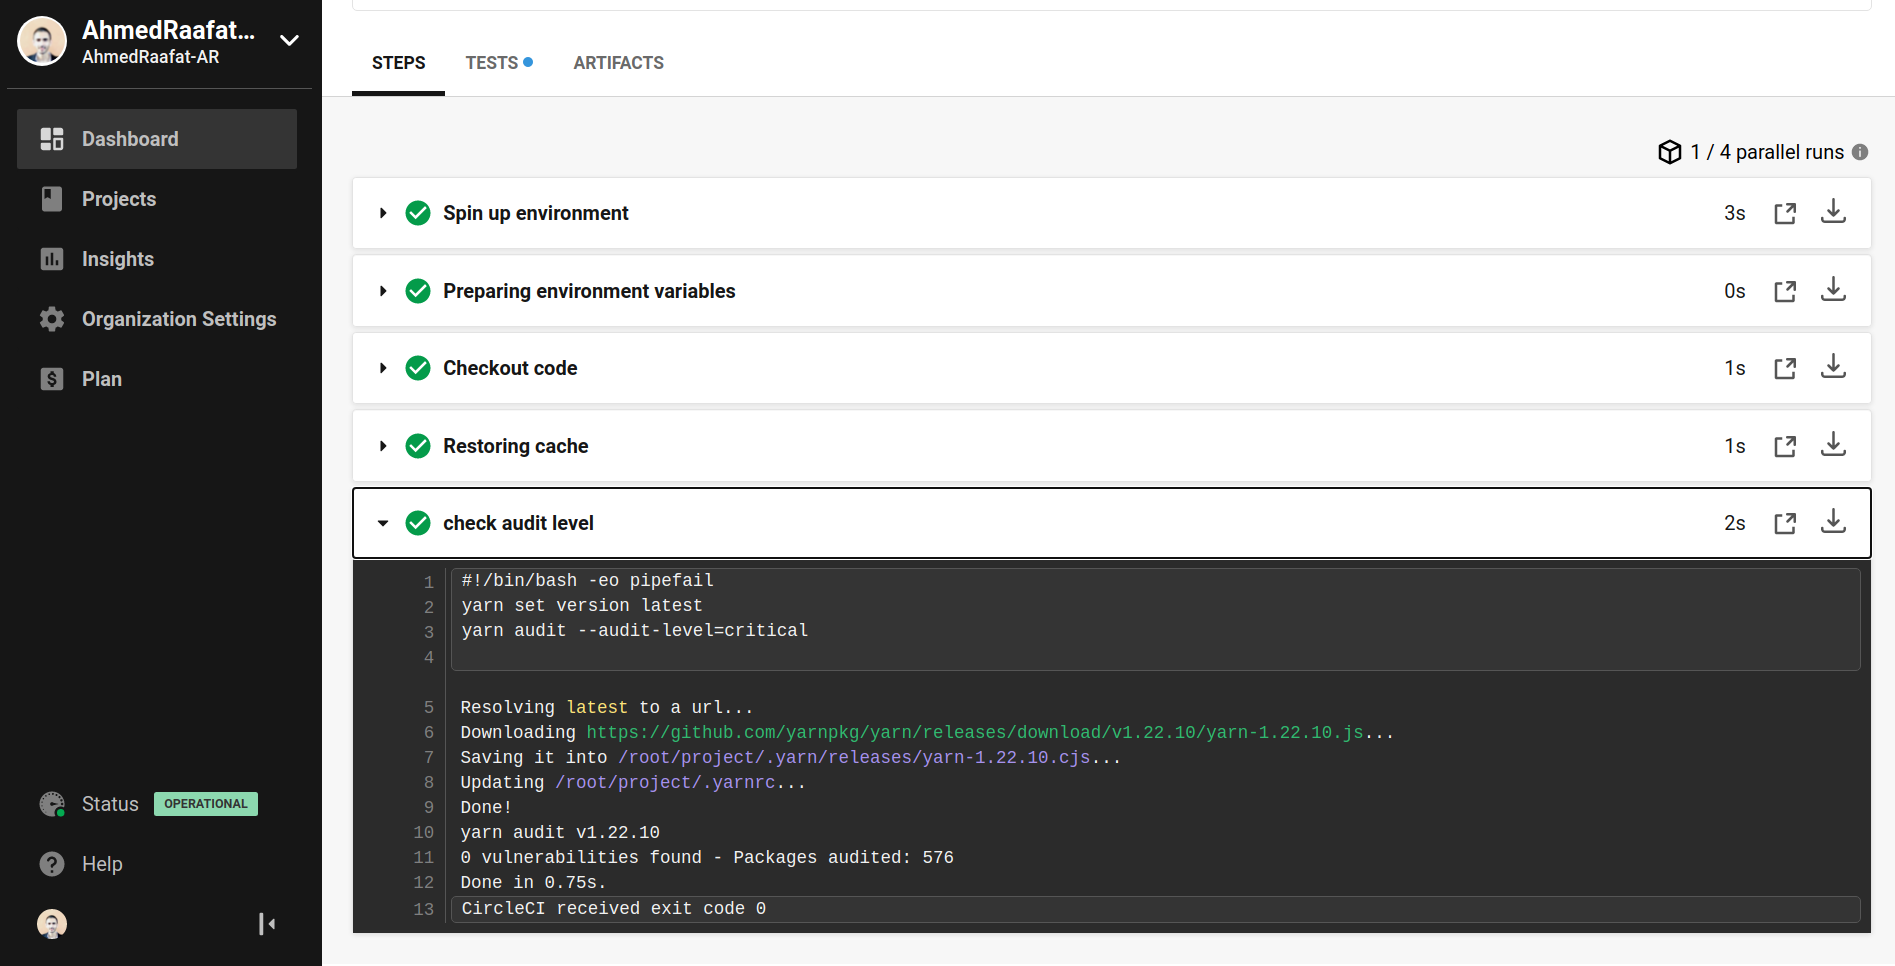 AhmedRaafat...
AhmedRaafat-AR
Dashboard
Projects
Insights
Organization Settings
Plan
Status OPERATIONAL
Help
STEPS TESTS ARTIFACTS
1 / 4 parallel runs
Spin up environment 3s
Preparing environment variables 0s
Checkout code 1s
Restoring cache 1s
check audit level 2s
1 #!/bin/bash -eo pipefail
2 yarn set version latest
3 yarn audit --audit-level=critical
4
5 Resolving latest to a url...
6 Downloading https://github.com/yarnpkg/yarn/releases/download/v1.22.10/yarn-1.22.10.js...
7 Saving it into /root/project/.yarn/releases/yarn-1.22.10.cjs...
8 Updating /root/project/.yarnrc...
9 Done!
10 yarn audit v1.22.10
11 0 vulnerabilities found - Packages audited: 576
12 Done in 0.75s.
13 CircleCI received exit code 0